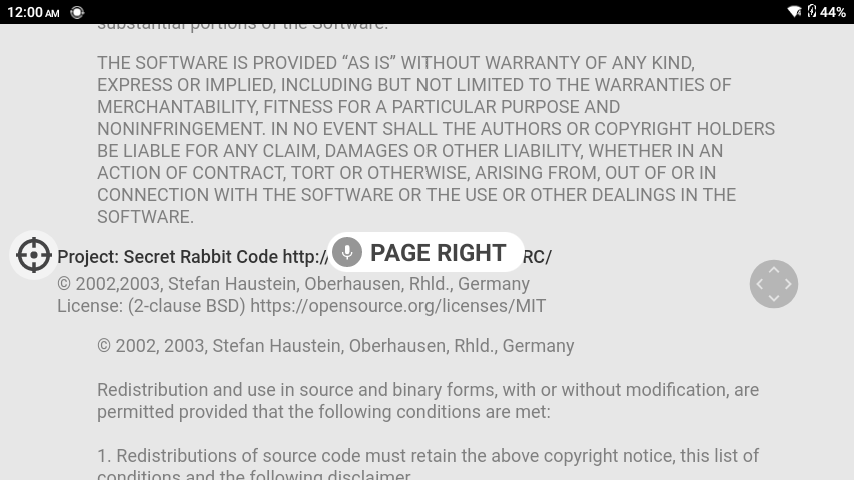 12:00 AM 44%
substantial portions of the Software.
THE SOFTWARE IS PROVIDED “AS IS” WITHOUT WARRANTY OF ANY KIND,
EXPRESS OR IMPLIED, INCLUDING BUT NOT LIMITED TO THE WARRANTIES OF
MERCHANTABILITY, FITNESS FOR A PARTICULAR PURPOSE AND
NONINFRINGEMENT. IN NO EVENT SHALL THE AUTHORS OR COPYRIGHT HOLDERS
BE LIABLE FOR ANY CLAIM, DAMAGES OR OTHER LIABILITY, WHETHER IN AN
ACTION OF CONTRACT, TORT OR OTHERWISE, ARISING FROM, OUT OF OR IN
CONNECTION WITH THE SOFTWARE OR THE USE OR OTHER DEALINGS IN THE
SOFTWARE.
Project: Secret Rabbit Code http:// PAGE RIGHT RC/
© 2002,2003, Stefan Haustein, Oberhausen, Rhld., Germany
License: (2-clause BSD) https://opensource.org/licenses/MIT
© 2002, 2003, Stefan Haustein, Oberhausen, Rhld., Germany
Redistribution and use in source and binary forms, with or without modification, are
permitted provided that the following conditions are met:
1. Redistributions of source code must retain the above copyright notice, this list of
conditions and the following disclaimer.